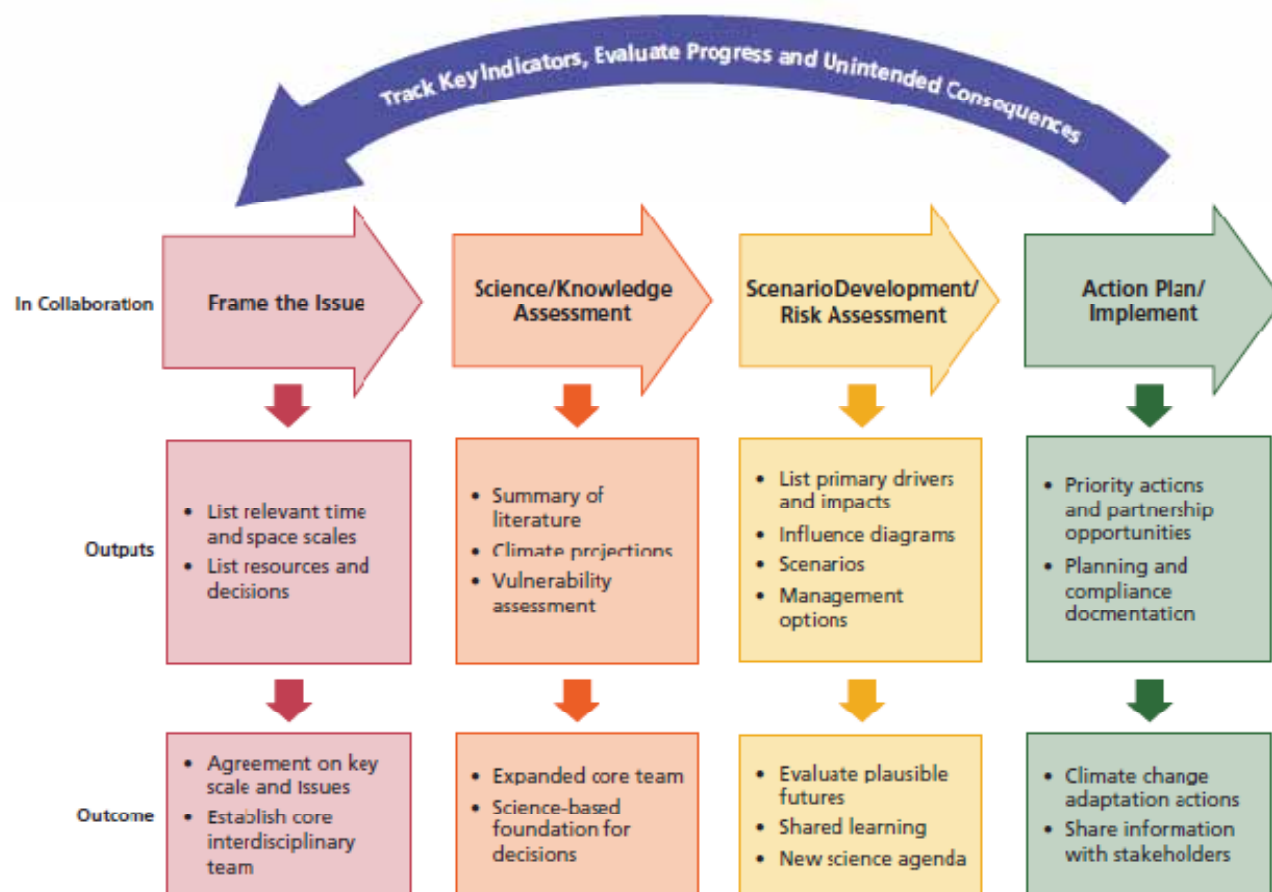 Track Key Indicators, Evaluate Progress and Unintended Consequences
In Collaboration
Frame the Issue
Science/Knowledge
Assessment
ScenarioDevelopment/
Risk Assessment
Action Plan/
Implement
Outputs
• List relevant time
and space scales
• List resources and
decisions
• Summary of
literature
• Climate projections
• Vulnerability
assessment
• List primary drivers
and impacts
• Influence diagrams
• Scenarios
• Management
options
• Priority actions
and partnership
opportunities
• Planning and
compliance
docmentation
Outcome
• Agreement on key
scale and Issues
• Establish core
interdisciplinary
team
• Expanded core team
• Science-based
foundation for
decisions
• Evaluate plausible
futures
• Shared learning
• New science agenda
• Climate change
adaptation actions
• Share information
with stakeholders